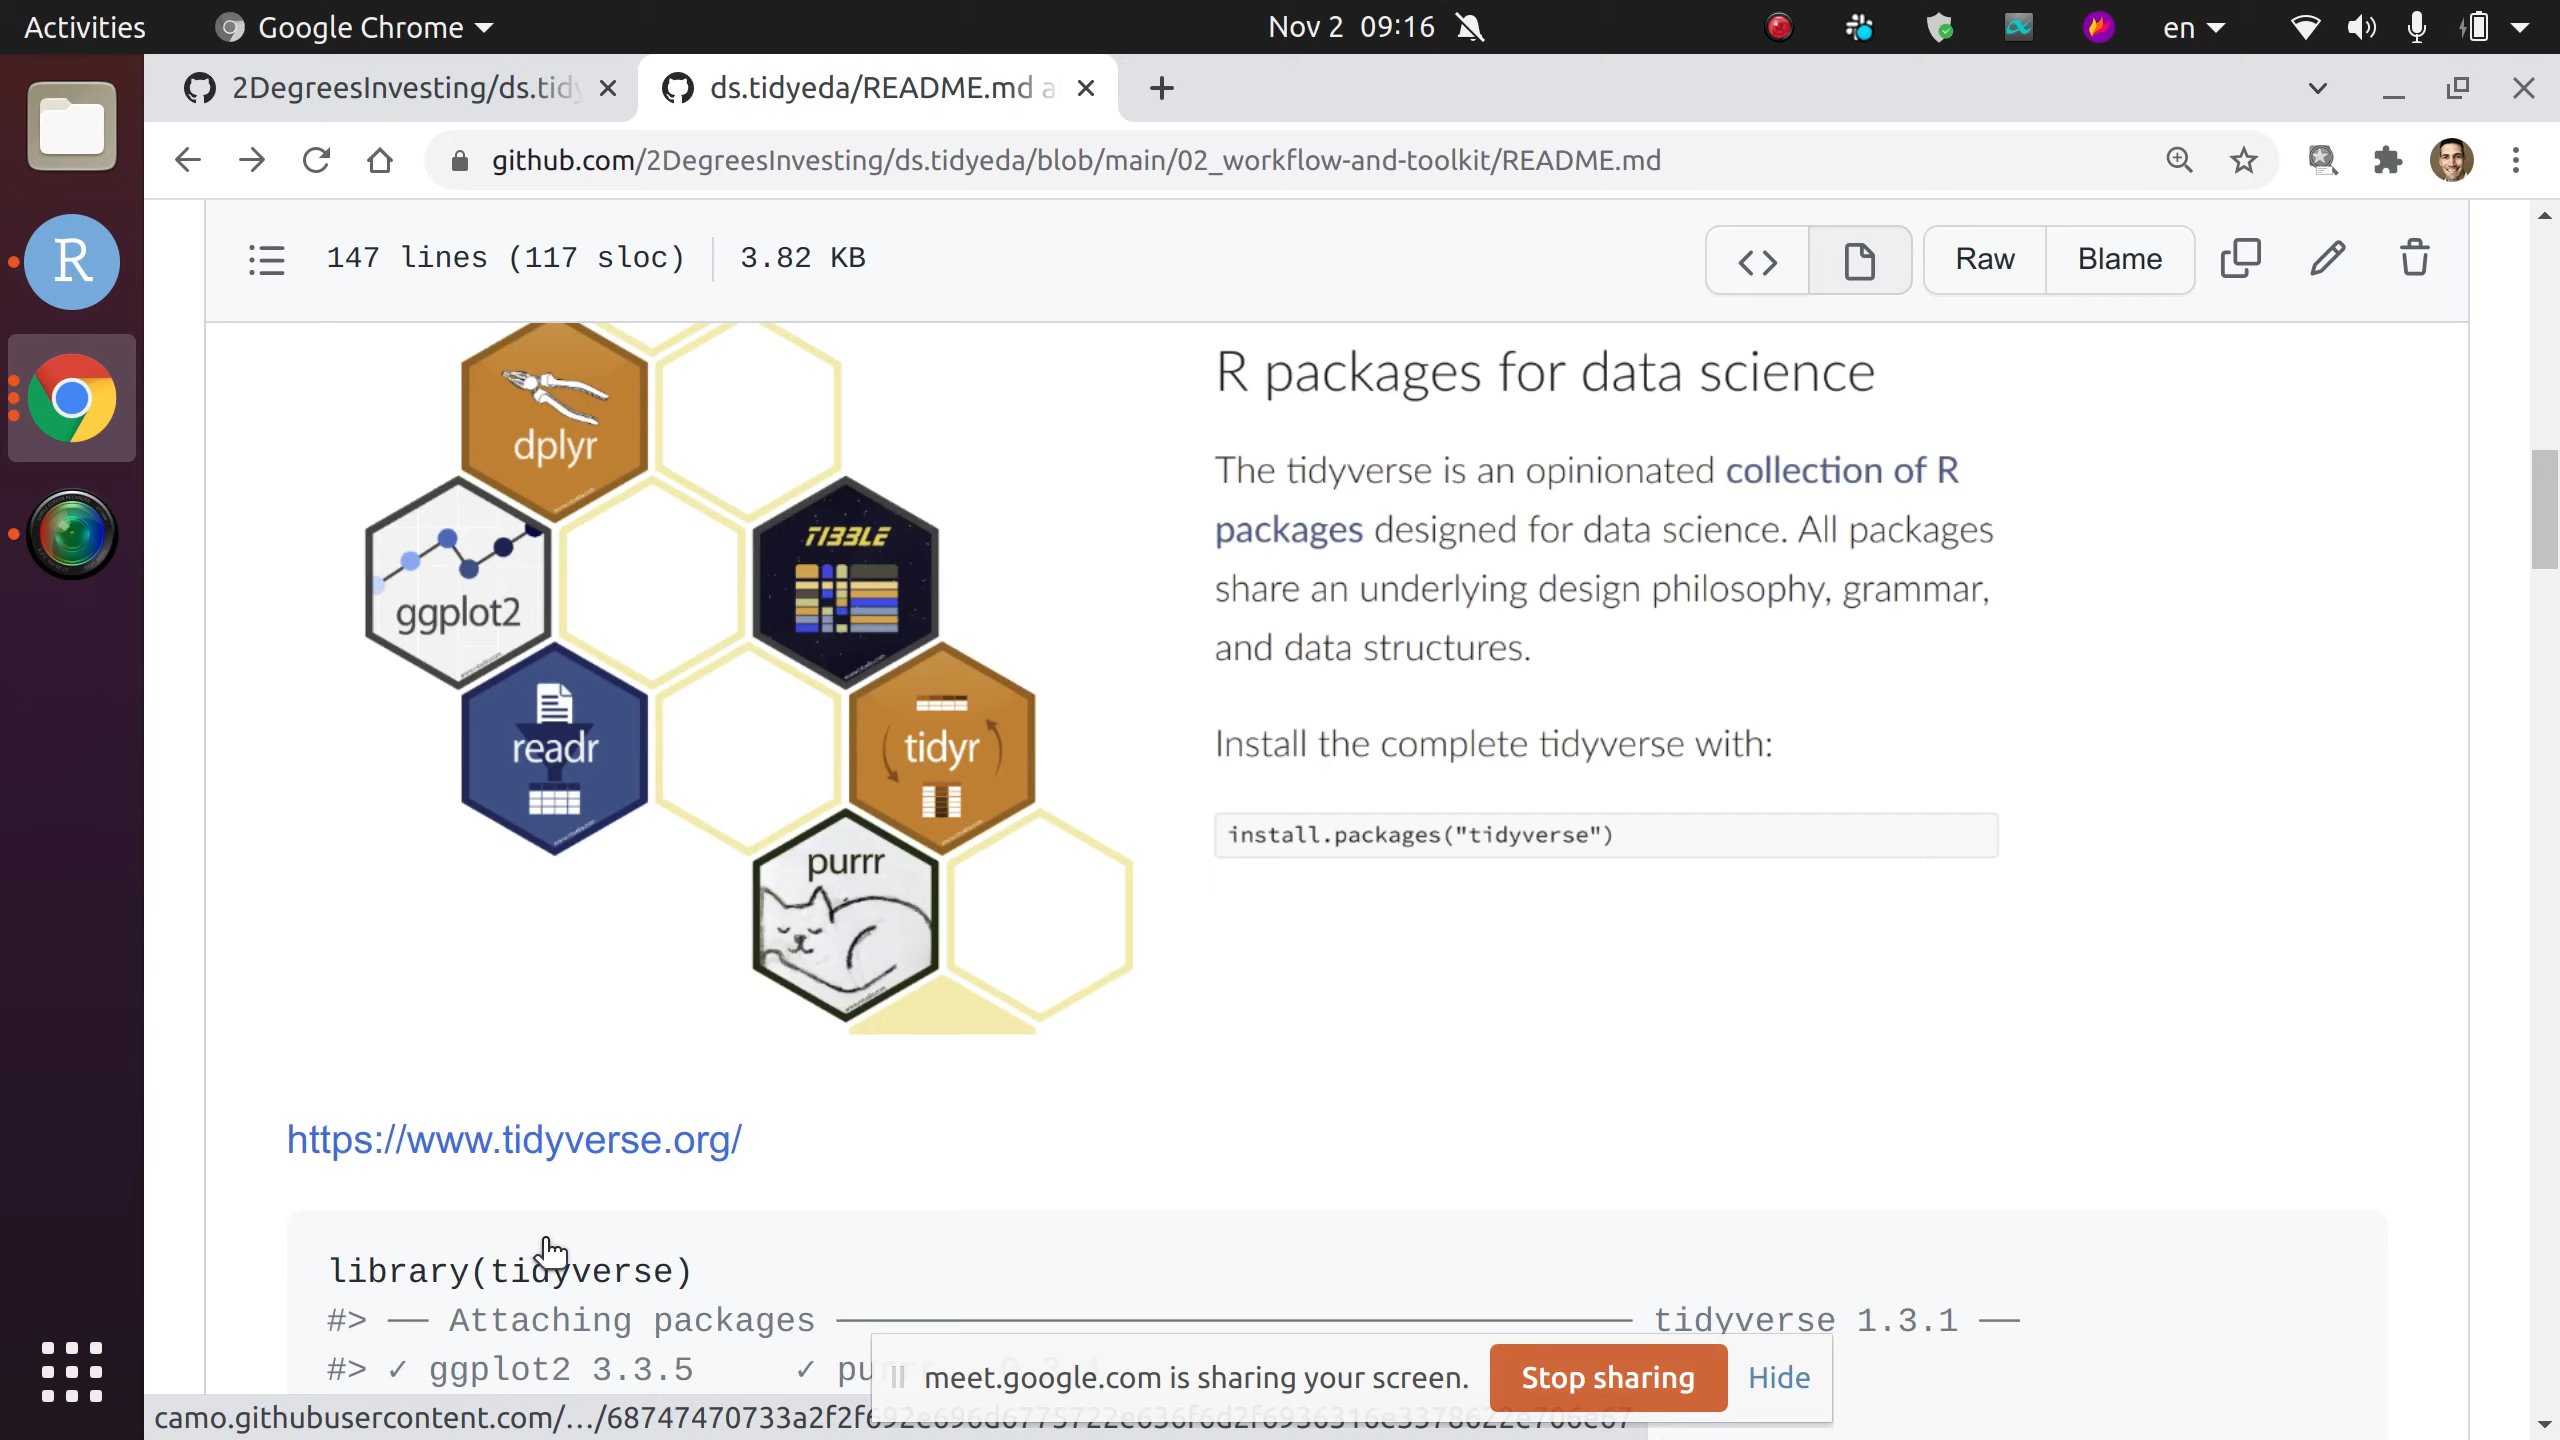 Activities
Google Chrome
Nov 2 09:16
en
2DegreesInvesting/ds.tidy
ds.tidyeda/README.md a
github.com/2DegreesInvesting/ds.tidyeda/blob/main/02_workflow-and-toolkit/README.md
147 lines (117 sloc)
3.82 KB
Raw
Blame
R
dplyr
ggplot2
TIBBLE
readr
tidyr
purrr
R packages for data science
The tidyverse is an opinionated collection of R
packages designed for data science. All packages
share an underlying design philosophy, grammar,
and data structures.
Install the complete tidyverse with:
install.packages("tidyverse")
https://www.tidyverse.org/
library(tidyverse)
#> ── Attaching packages ─────────────────────────────────────── tidyverse 1.3.1 ──
#> ✓ ggplot2 3.3.5 ✓ pu
meet.google.com is sharing your screen.
Stop sharing
Hide
camo.githubusercontent.com/…/68747470733a2f2f692e696d6775722e636f6d2f6936316e3378622e706e67